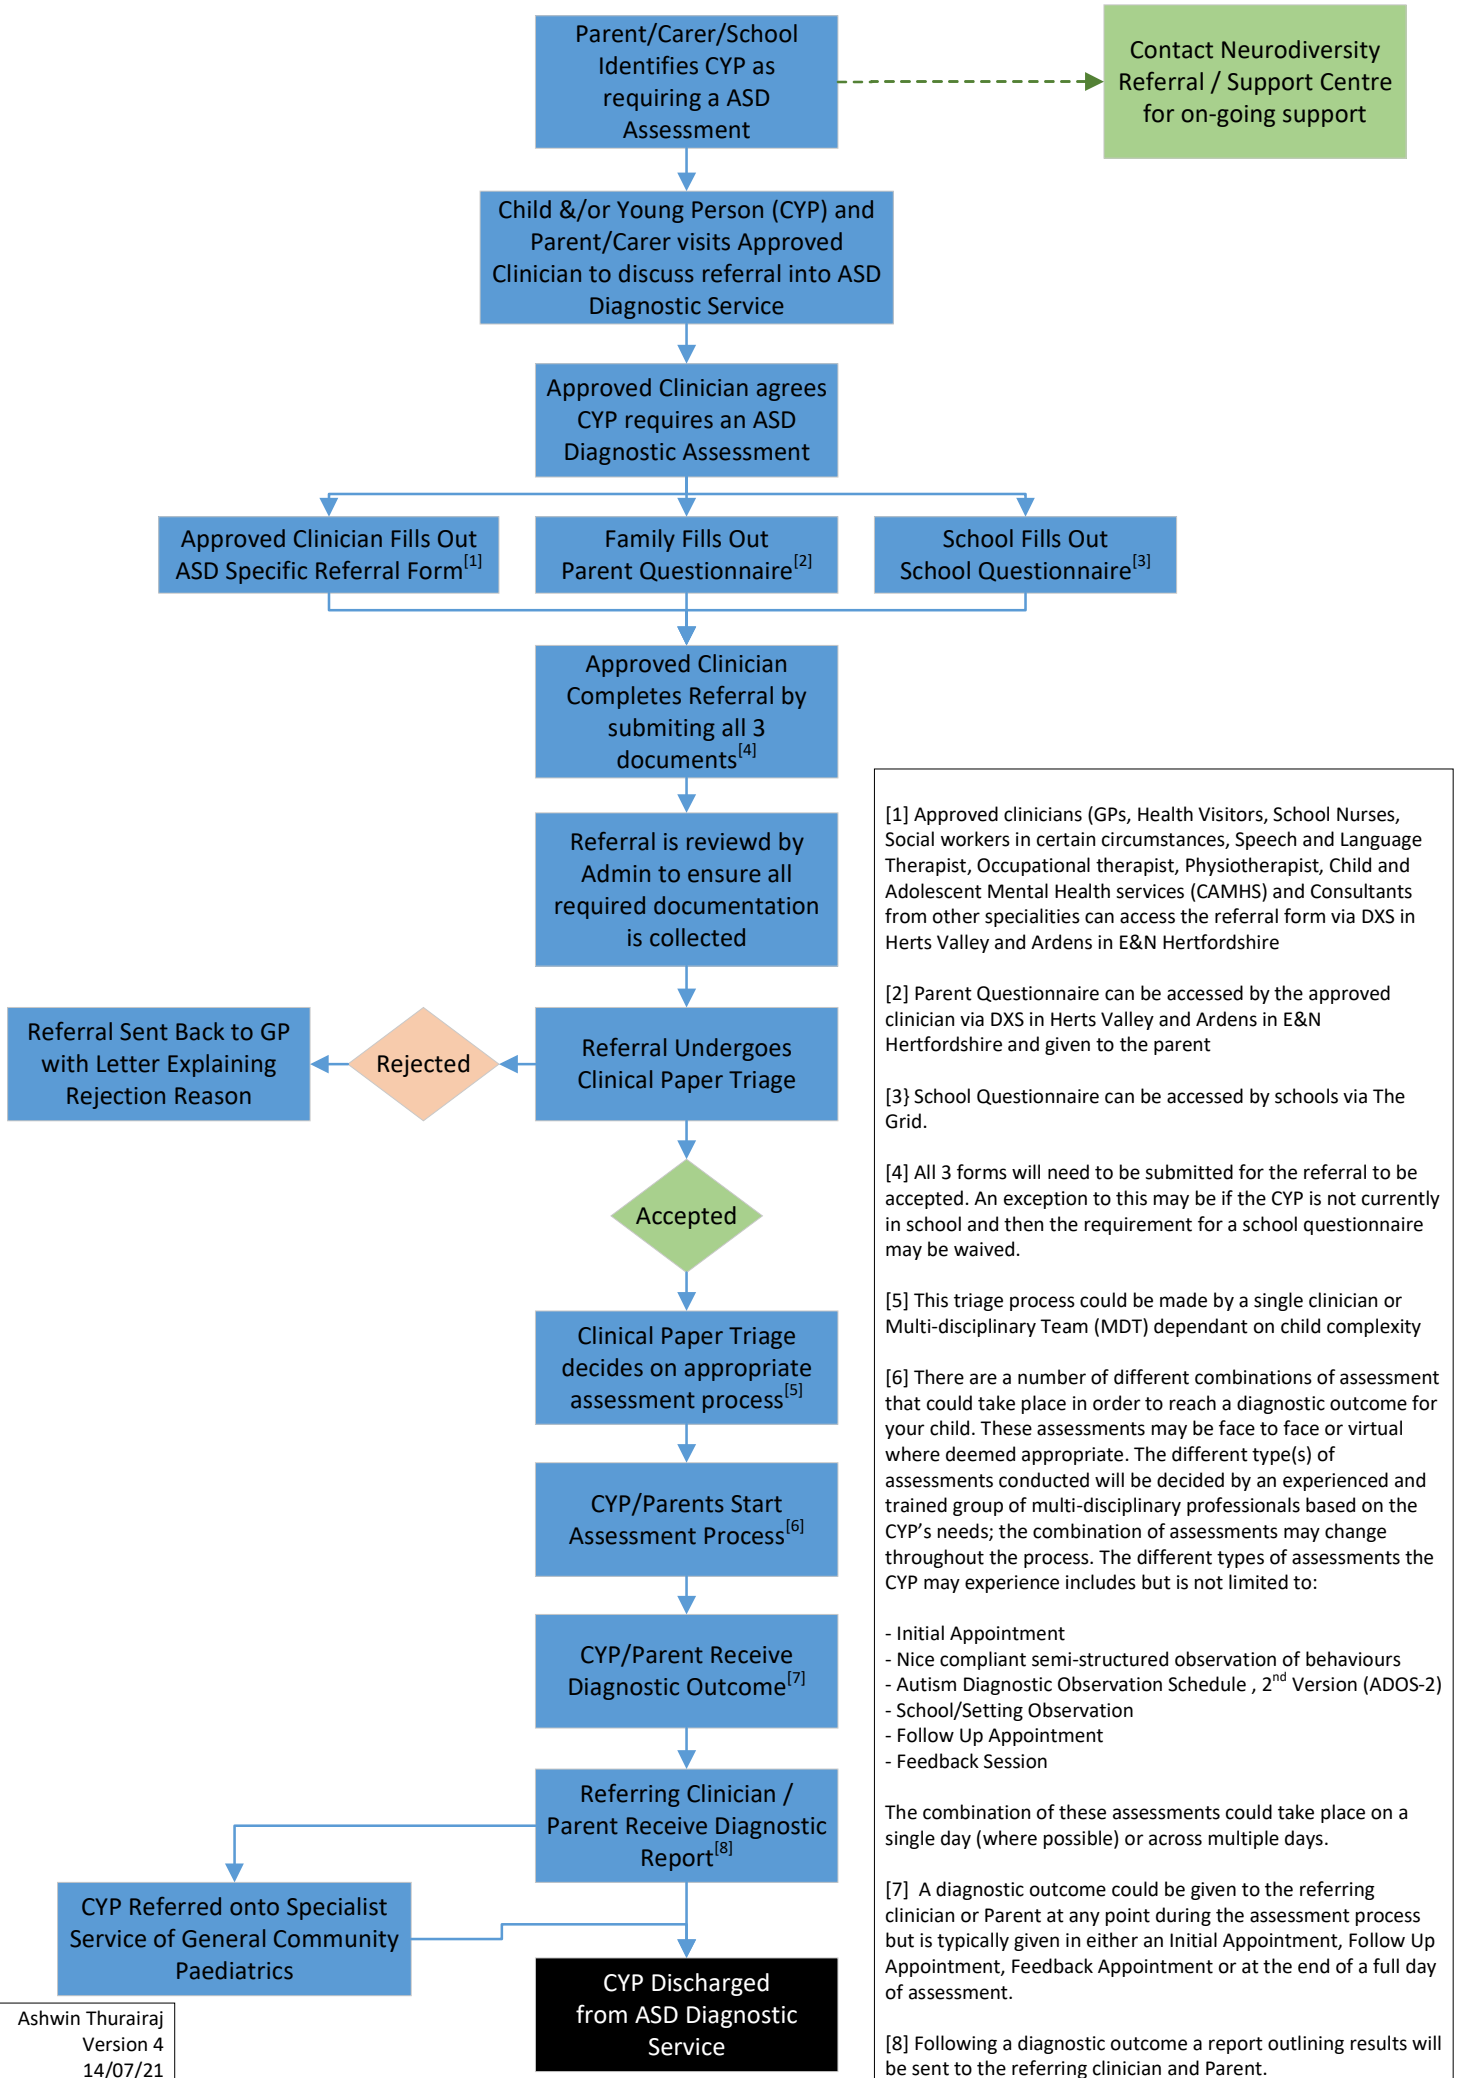 Parent/Carer/School
Identifies CYP as
requiring a ASD
Assessment
Contact Neurodiversity
Referral / Support Centre
for on-going support
Child &/or Young Person (CYP) and
Parent/Carer visits Approved
Clinician to discuss referral into ASD
Diagnostic Service
Approved Clinician agrees
CYP requires an ASD
Diagnostic Assessment
Approved Clinician Fills Out
ASD Specific Referral Form[1]
Family Fills Out
Parent Questionnaire[2]
School Fills Out
School Questionnaire[3]
Approved Clinician
Completes Referral by
submiting all 3
documents[4]
Referral is reviewd by
Admin to ensure all
required documentation
is collected
Referral Undergoes
Clinical Paper Triage
Rejected
Referral Sent Back to GP
with Letter Explaining
Rejection Reason
Accepted
Clinical Paper Triage
decides on appropriate
assessment process[5]
CYP/Parents Start
Assessment Process[6]
CYP/Parent Receive
Diagnostic Outcome[7]
Referring Clinician /
Parent Receive Diagnostic
Report[8]
CYP Referred onto Specialist
Service of General Community
Paediatrics
CYP Discharged
from ASD Diagnostic
Service
[1] Approved clinicians (GPs, Health Visitors, School Nurses,
Social workers in certain circumstances, Speech and Language
Therapist, Occupational therapist, Physiotherapist, Child and
Adolescent Mental Health services (CAMHS) and Consultants
from other specialities can access the referral form via DXS in
Herts Valley and Ardens in E&N Hertfordshire
[2] Parent Questionnaire can be accessed by the approved
clinician via DXS in Herts Valley and Ardens in E&N
Hertfordshire and given to the parent
[3} School Questionnaire can be accessed by schools via The
Grid.
[4] All 3 forms will need to be submitted for the referral to be
accepted. An exception to this may be if the CYP is not currently
in school and then the requirement for a school questionnaire
may be waived.
[5] This triage process could be made by a single clinician or
Multi-disciplinary Team (MDT) dependant on child complexity
[6] There are a number of different combinations of assessment
that could take place in order to reach a diagnostic outcome for
your child. These assessments may be face to face or virtual
where deemed appropriate. The different type(s) of
assessments conducted will be decided by an experienced and
trained group of multi-disciplinary professionals based on the
CYP’s needs; the combination of assessments may change
throughout the process. The different types of assessments the
CYP may experience includes but is not limited to:
- Initial Appointment
- Nice compliant semi-structured observation of behaviours
- Autism Diagnostic Observation Schedule , 2nd Version (ADOS-2)
- School/Setting Observation
- Follow Up Appointment
- Feedback Session
The combination of these assessments could take place on a
single day (where possible) or across multiple days.
[7] A diagnostic outcome could be given to the referring
clinician or Parent at any point during the assessment process
but is typically given in either an Initial Appointment, Follow Up
Appointment, Feedback Appointment or at the end of a full day
of assessment.
[8] Following a diagnostic outcome a report outlining results will
be sent to the referring clinician and Parent.
Ashwin Thurairaj
Version 4
14/07/21